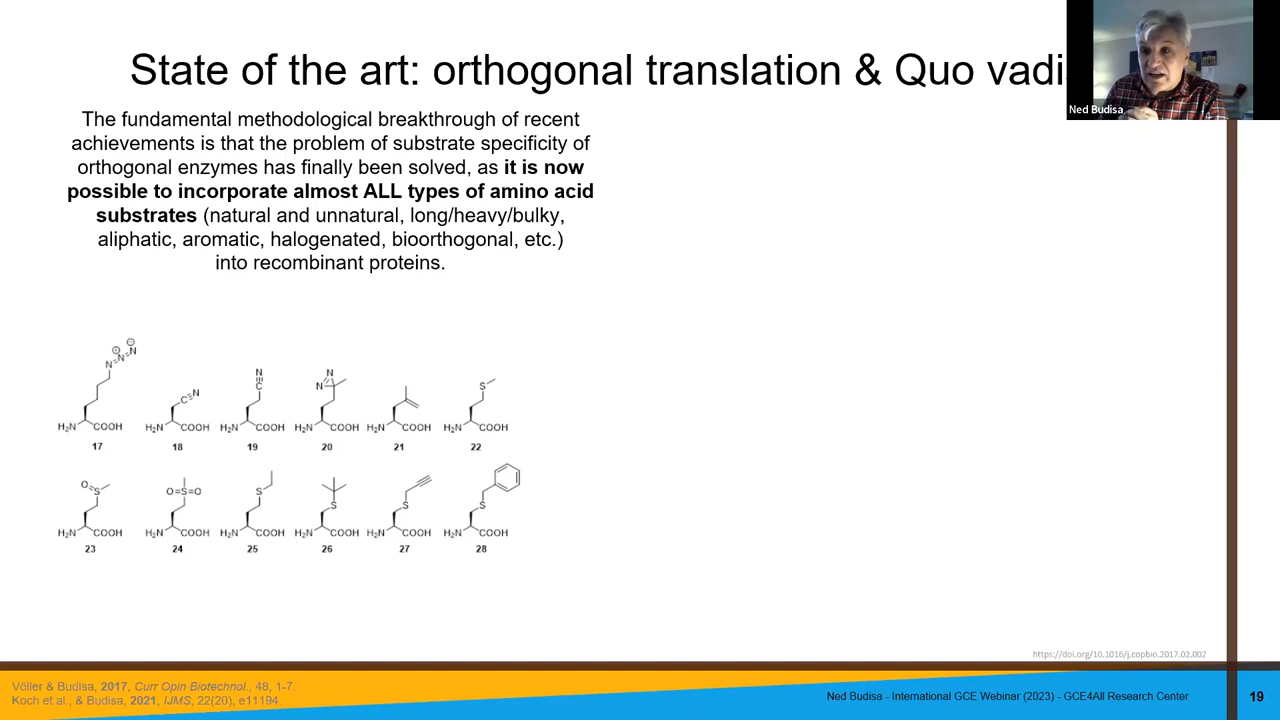 State of the art: orthogonal translation & Quo vadi
Ned Budisa
The fundamental methodological breakthrough of recent
achievements is that the problem of substrate specificity of
orthogonal enzymes has finally been solved, as it is now
possible to incorporate almost ALL types of amino acid
substrates (natural and unnatural, long/heavy/bulky,
aliphatic, aromatic, halogenated, bioorthogonal, etc.)
into recombinant proteins.
N=N=N
C≡N
N≡C
N=N
S
H₂N COOH H₂N COOH H₂N COOH H₂N COOH H₂N COOH H₂N COOH
17 18 19 20 21 22
O=S
O=S=O
S
S
S
S
H₂N COOH H₂N COOH H₂N COOH H₂N COOH H₂N COOH H₂N COOH
23 24 25 26 27 28
https://doi.org/10.1016/j.copbio.2017.02.002
Völler & Budisa, 2017, Curr Opin Biotechnol., 48, 1-7.
Koch et al., & Budisa, 2021, IJMS, 22(20), e11194.
Ned Budisa - International GCE Webinar (2023) - GCE4All Research Center
19